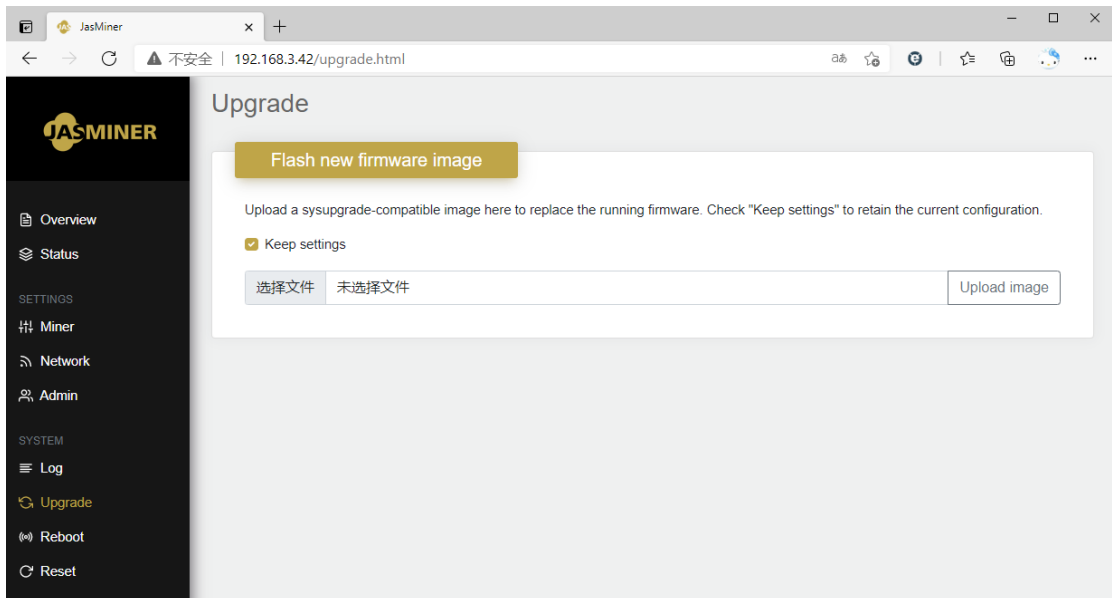 JasMiner
不安全 | 192.168.3.42/upgrade.html
aあ
JASMINER
Upgrade
Flash new firmware image
Upload a sysupgrade-compatible image here to replace the running firmware. Check "Keep settings" to retain the current configuration.
Keep settings
选择文件 未选择文件 Upload image
Overview
Status
SETTINGS
Miner
Network
Admin
SYSTEM
Log
Upgrade
Reboot
Reset